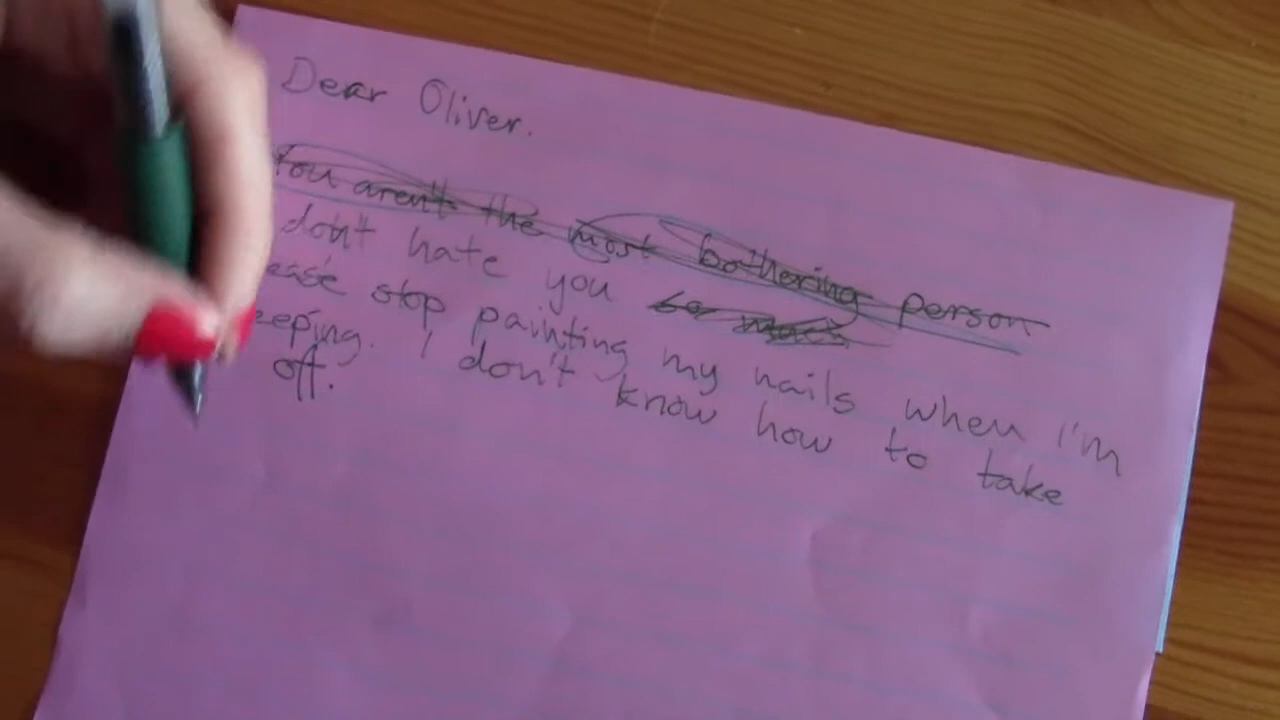 Dear Oliver.
You aren't the most bothering person
don't hate you so much
ease stop painting my nails when I'm
eeping. I don't know how to take
off.